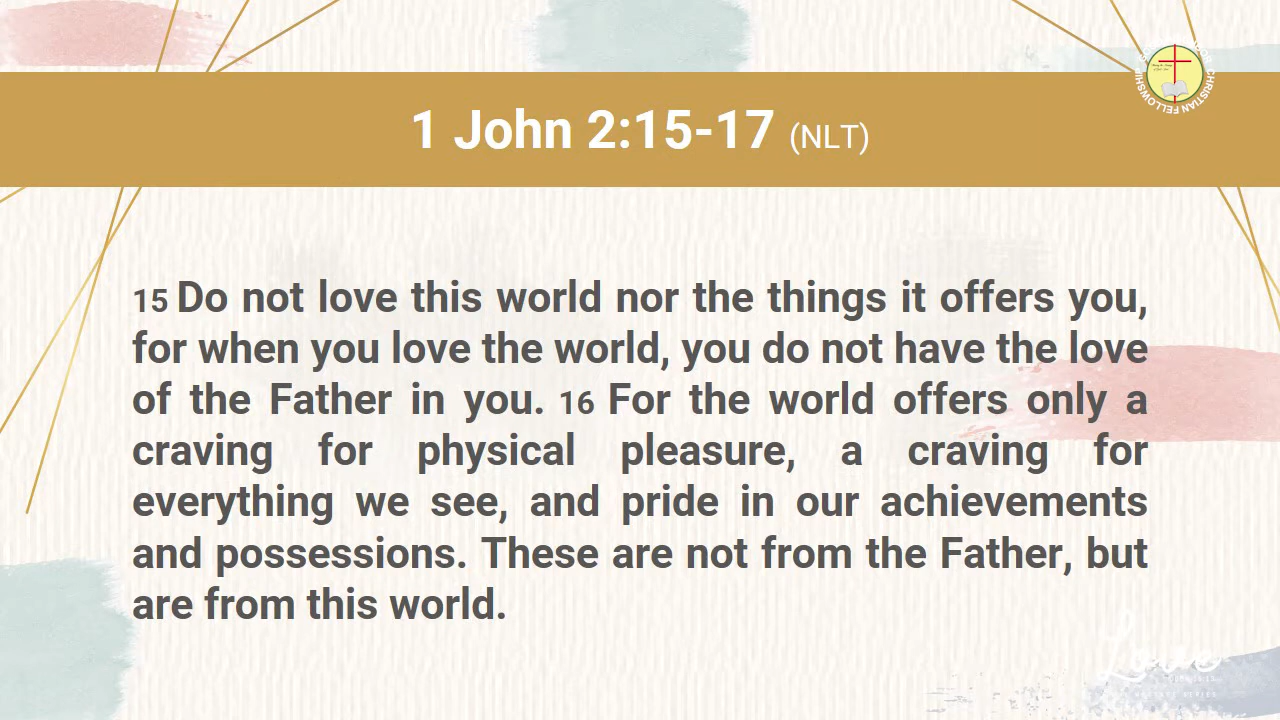 1 John 2:15-17 (NLT)
CHRISTIAN FELLOWSHIP
15 Do not love this world nor the things it offers you,
for when you love the world, you do not have the love
of the Father in you. 16 For the world offers only a
craving for physical pleasure, a craving for
everything we see, and pride in our achievements
and possessions. These are not from the Father, but
are from this world.
Love